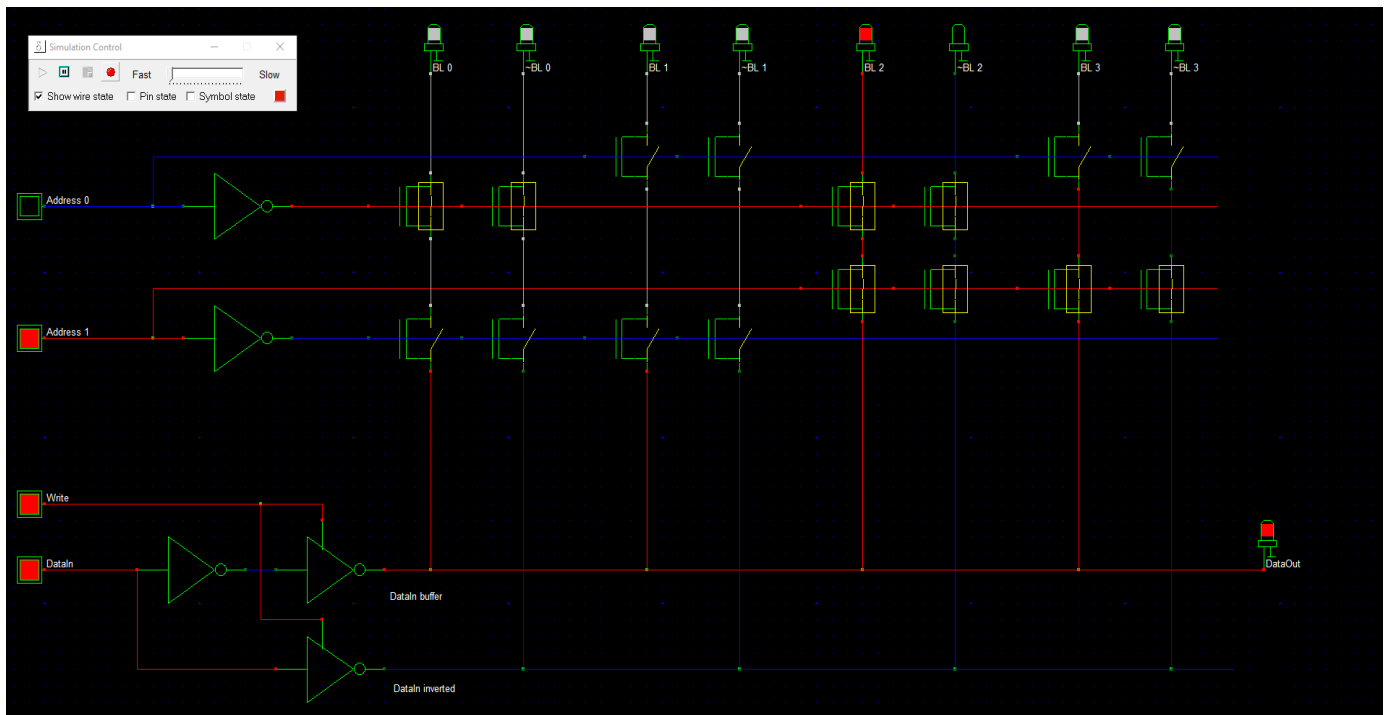 Simulation Control
Fast Slow
Show wire state Pin state Symbol state
BL 0 ~BL 0 BL 1 ~BL 1 BL 2 ~BL 2 BL 3 ~BL 3
Address 0
Address 1
Write
DataIn
DataIn buffer
DataOut
DataIn inverted